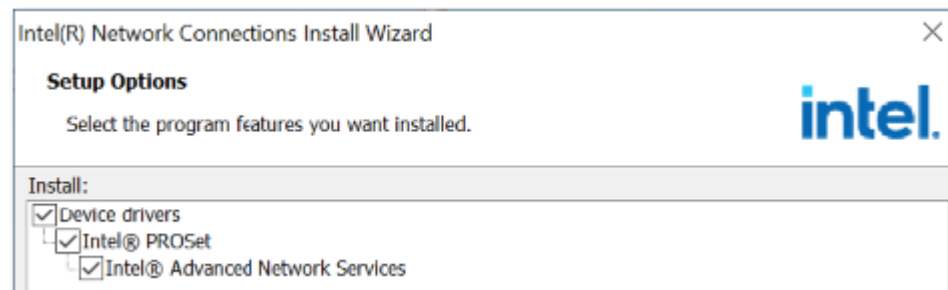 Intel(R) Network Connections Install Wizard
Setup Options
Select the program features you want installed.
intel.
Install:
Device drivers
Intel® PROSet
Intel® Advanced Network Services